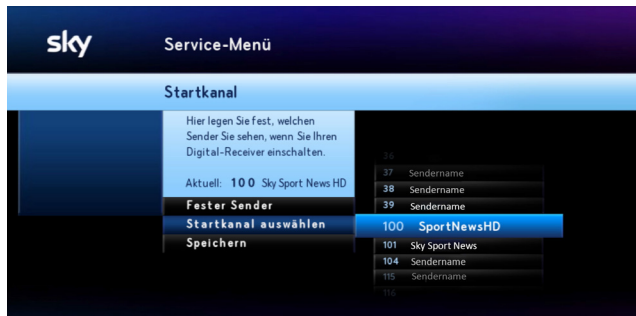 sky Service-Menü
Startkanal
Hier legen Sie fest, welchen
Sender Sie sehen, wenn Sie Ihren
Digital-Receiver einschalten.
Aktuell: 100 Sky Sport News HD
Fester Sender
Startkanal auswählen
Speichern
36
37 Sendername
38 Sendername
39 Sendername
100 SportNewsHD
101 Sky Sport News
104 Sendername
115 Sendername
116